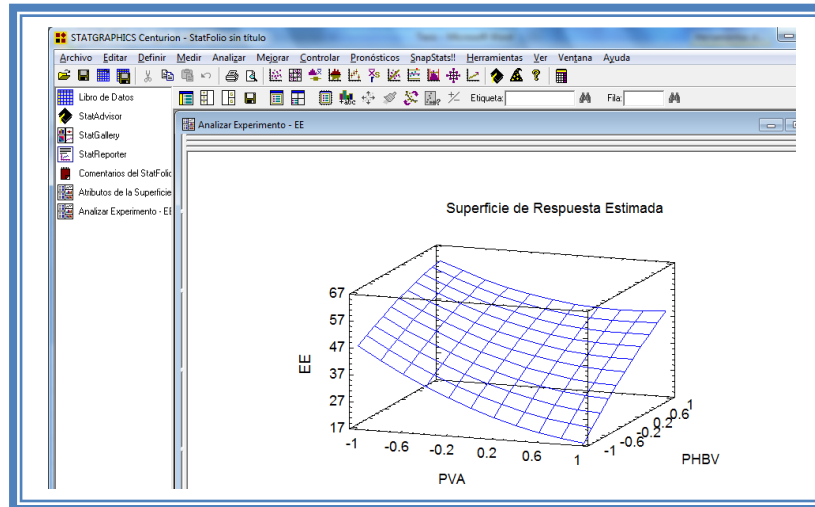 STATGRAPHICS Centurion - StatFolio sin título
Archivo Editar Definir Medir Analizar Mejorar Controlar Pronósticos SnapStats!! Herramientas Ver Ventana Ayuda
Etiqueta: Fila:
Libro de Datos
StatAdvisor
StatGallery
StatReporter
Comentarios del StatFolio
Atributos de la Superficie
Analizar Experimento - EE
Analizar Experimento - EE
Superficie de Respuesta Estimada
67
57
47
37
27
17
EE
-1 -0.6 -0.2 0.2 0.6 1
PVA
-1 -0.6 -0.2 0.2 0.6 1
PHBV